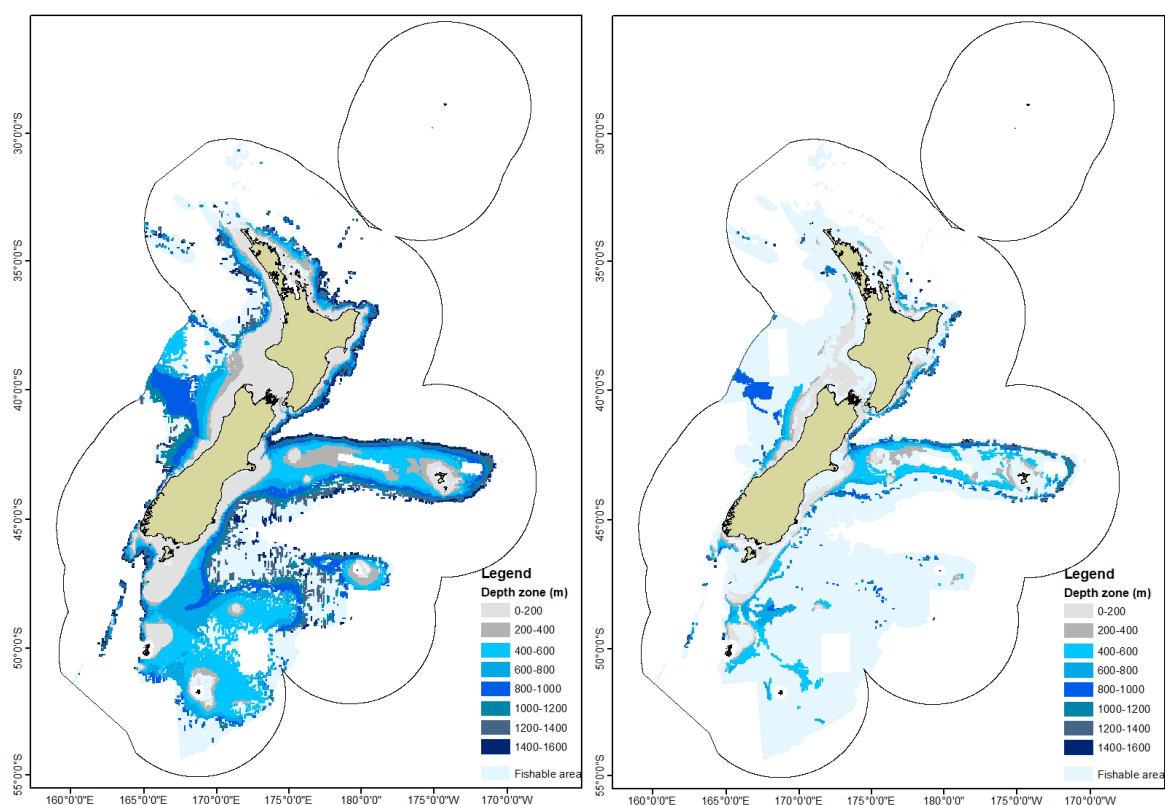 30°0'0"S
35°0'0"S
40°0'0"S
45°0'0"S
50°0'0"S
55°0'0"S
160°0'0"E
165°0'0"E
170°0'0"E
175°0'0"E
180°0'0"
175°0'0"W
170°0'0"W
Legend
Depth zone (m)
0-200
200-400
400-600
600-800
800-1000
1000-1200
1200-1400
1400-1600
Fishable area
30°0'0"S
35°0'0"S
40°0'0"S
45°0'0"S
50°0'0"S
55°0'0"S
160°0'0"E
165°0'0"E
170°0'0"E
175°0'0"E
180°0'0"
175°0'0"W
170°0'0"W
Legend
Depth zone (m)
0-200
200-400
400-600
600-800
800-1000
1000-1200
1200-1400
1400-1600
Fishable area